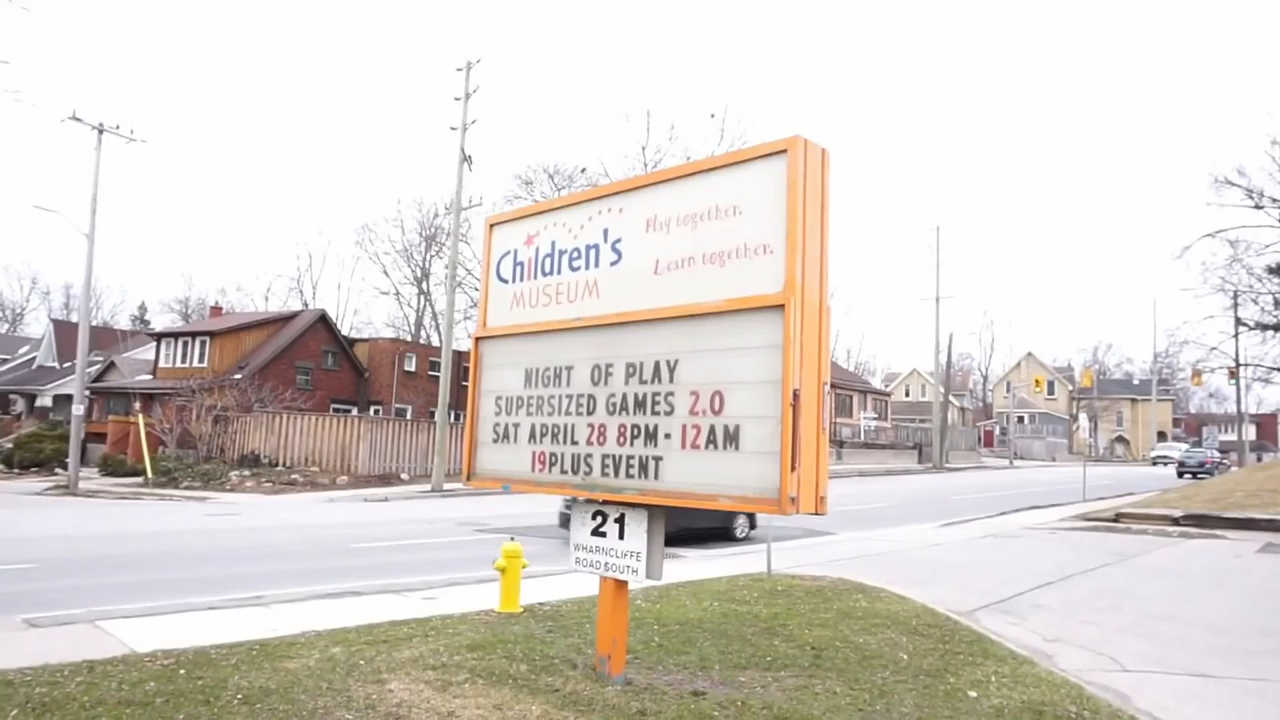 Children's
MUSEUM
Play together.
Learn together.
NIGHT OF PLAY
SUPERSIZED GAMES 2.0
SAT APRIL 28 8PM - 12AM
19PLUS EVENT
21
WHARNCLIFFE
ROAD SOUTH